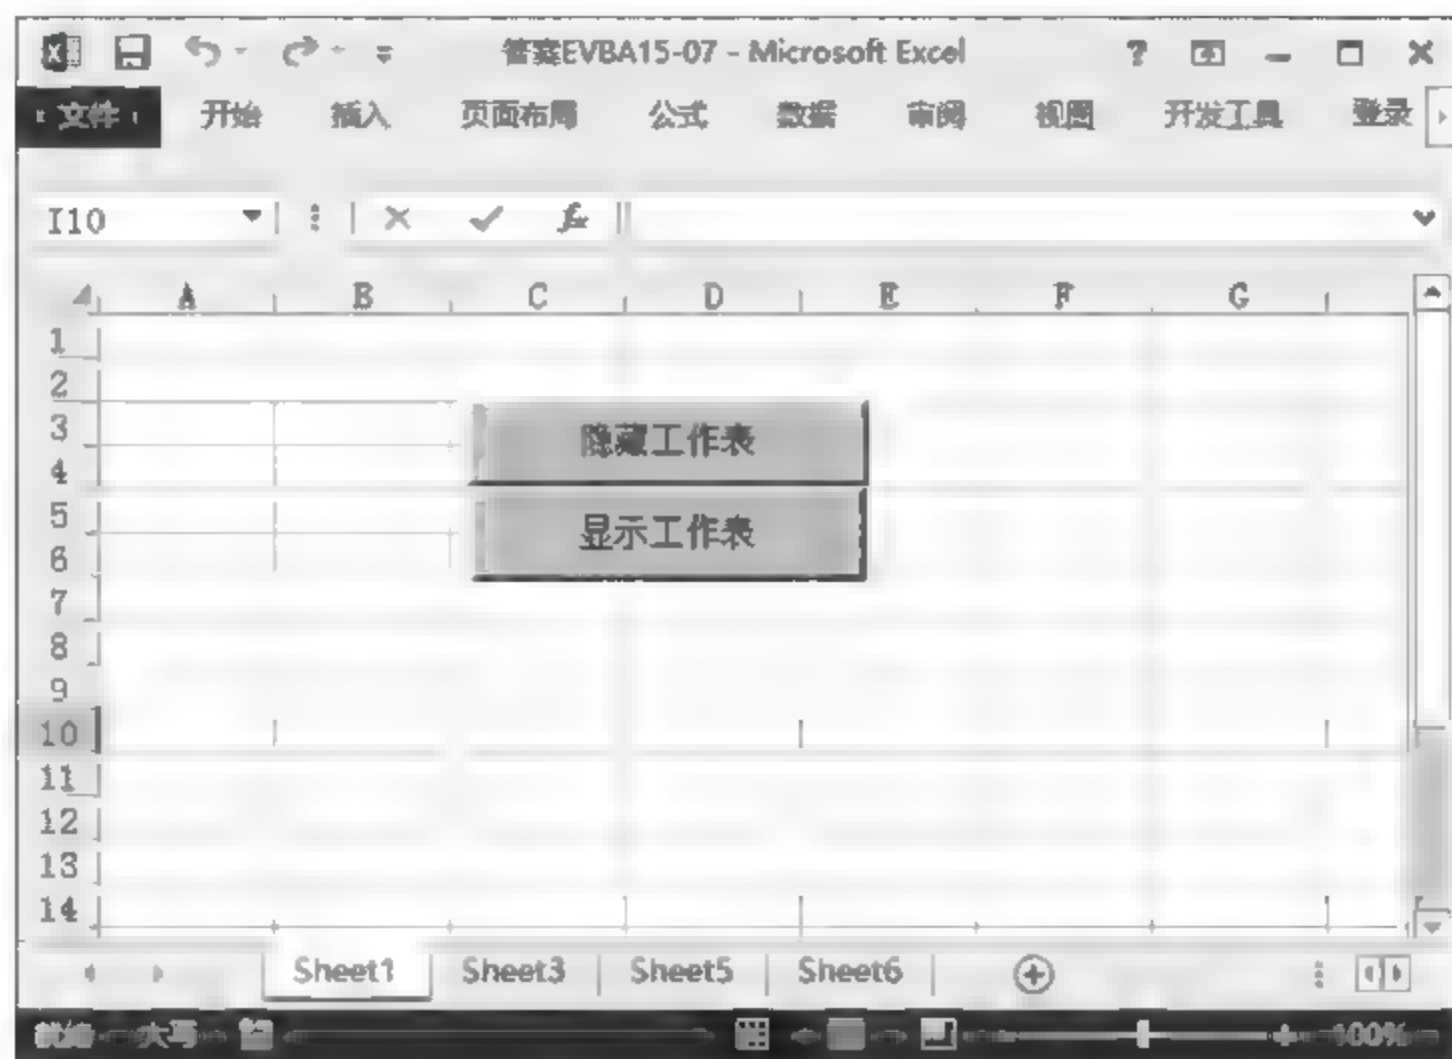 答案EVBA15-07 - Microsoft Excel ?
文件 开始 插入 页面布局 公式 数据 审阅 视图 开发工具 登录
I10 fx
A B C D E F G
1
2
3
隐藏工作表
4
5
显示工作表
6
7
8
9
10
11
12
13
14
Sheet1 Sheet3 Sheet5 Sheet6
就绪 大写 100%